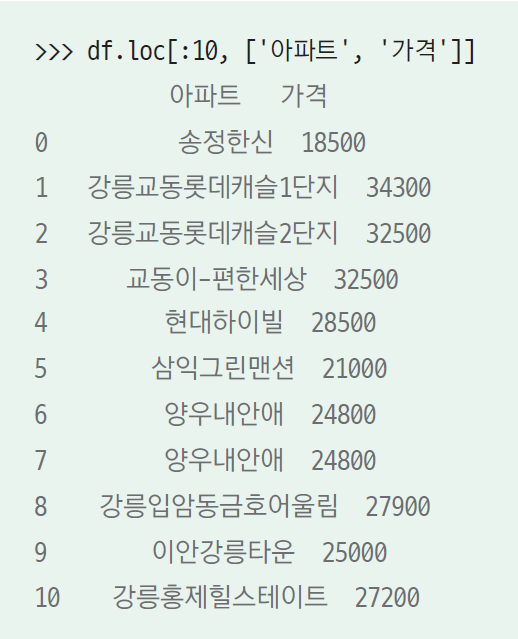 >>> df.loc[:10, ['아파트', '가격']]
아파트 가격
0 송정한신 18500
1 강릉교동롯데캐슬1단지 34300
2 강릉교동롯데캐슬2단지 32500
3 교동이-편한세상 32500
4 현대하이빌 28500
5 삼익그린맨션 21000
6 양우내안애 24800
7 양우내안애 24800
8 강릉입암동금호어울림 27900
9 이안강릉타운 25000
10 강릉홍제힐스테이트 27200